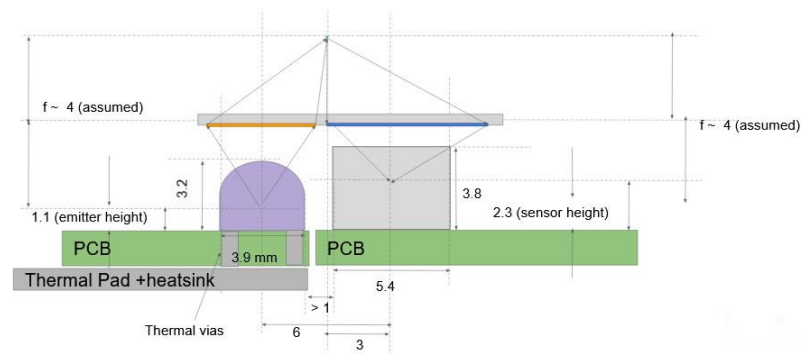 f ~ 4 (assumed)
f ~ 4 (assumed)
3.2
3.8
1.1 (emitter height)
2.3 (sensor height)
PCB
3.9 mm
PCB
Thermal Pad +heatsink
5.4
> 1
Thermal vias
6
3